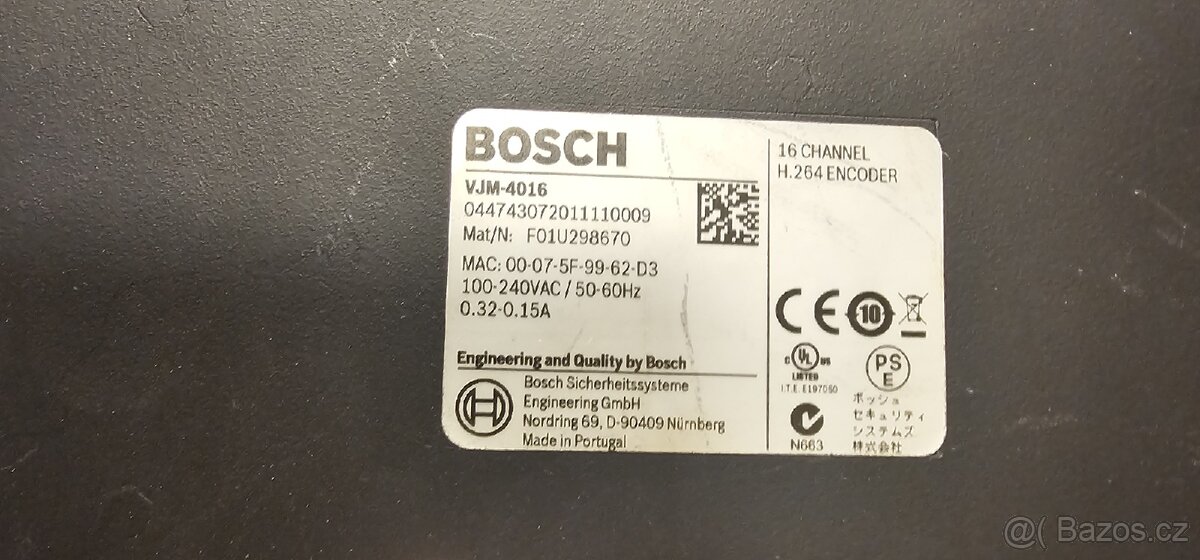 BOSCH
VJM-4016
044743072011110009
Mat/N: F01U298670
MAC: 00-07-5F-99-62-D3
100-240VAC / 50-60Hz
0.32-0.15A
Engineering and Quality by Bosch
Bosch Sicherheitssysteme
Engineering GmbH
Nordring 69, D-90409 Nürnberg
Made in Portugal
16 CHANNEL
H.264 ENCODER
CE
10
C UL US
LISTED
I.T.E. E197050
N663
PS
E
ボッシュ
セキュリティ
システムズ
株式会社
@( Bazos.cz